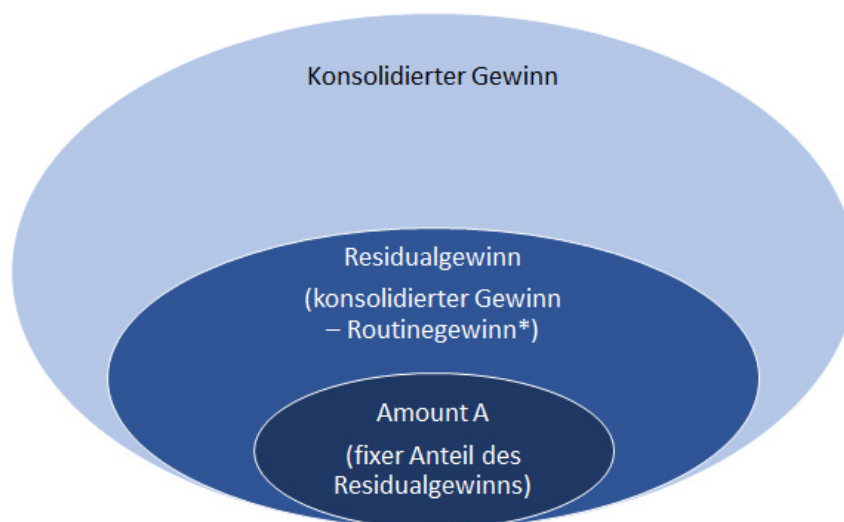 Konsolidierter Gewinn
Residualgewinn
(konsolidierter Gewinn
– Routinegewinn*)
Amount A
(fixer Anteil des
Residualgewinns)